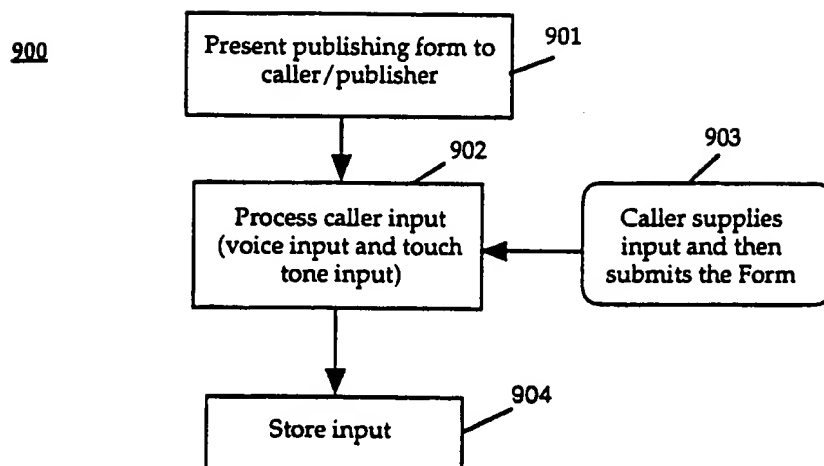 900
Present publishing form to
caller/publisher
901
902
903
Process caller input
(voice input and touch
tone input)
Caller supplies
input and then
submits the Form
904
Store input